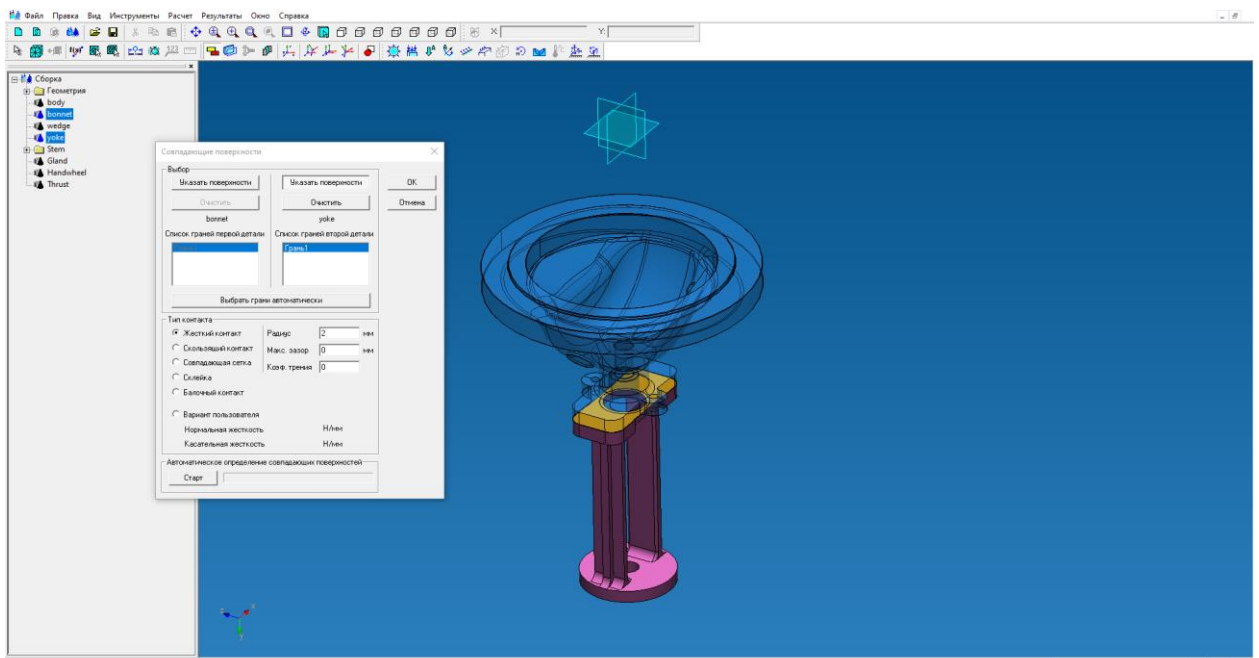 Файл Правка Вид Инструменты Расчет Результаты Окно Справка
X: Y:
Сборка
Геометрия
body
bonnet
wedge
yoke
Stem
Gland
Handwheel
Thrust
Совпадающие поверхности
Выбор
Указать поверхности Указать поверхности OK
Очистить Очистить Отмена
bonnet yoke
Список граней первой детали Список граней второй детали
Грань1
Выбрать грани автоматически
Тип контакта
Жесткий контакт Радиус 2 мм
Скользящий контакт Макс. зазор 0 мм
Совпадающая сетка Коэф. трения 0
Склейка
Балочный контакт
Вариант пользователя
Нормальная жесткость Н/мм
Касательная жесткость Н/мм
Автоматическое определение совпадающих поверхностей
Старт
Z X
Y